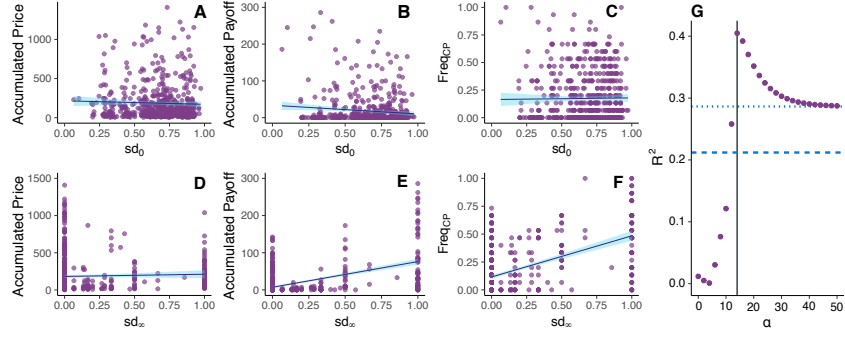 A
Accumulated Price
1000
500
0
0.00 0.25 0.50 0.75 1.00
sd₀
B
Accumulated Payoff
300
200
100
0
0.00 0.25 0.50 0.75 1.00
sd₀
C
Freq_CP
1.00
0.75
0.50
0.25
0.00
0.00 0.25 0.50 0.75 1.00
sd₀
D
Accumulated Price
1500
1000
500
0
0.00 0.25 0.50 0.75 1.00
sd∞
E
Accumulated Payoff
300
200
100
0
0.00 0.25 0.50 0.75 1.00
sd∞
F
Freq_CP
1.00
0.75
0.50
0.25
0.00
0.00 0.25 0.50 0.75 1.00
sd∞
G
R²
0.4
0.3
0.2
0.1
0.0
0 10 20 30 40 50
α